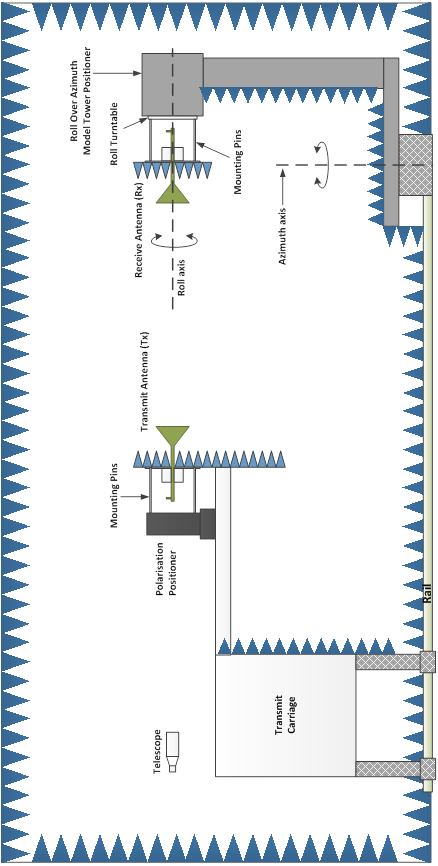 Roll Over Azimuth
Model Tower Positioner
Roll Turntable
Mounting Pins
Receive Antenna (Rx)
Roll axis
Azimuth axis
Transmit Antenna (Tx)
Mounting Pins
Polarisation
Positioner
Rail
Transmit
Carriage
Telescope